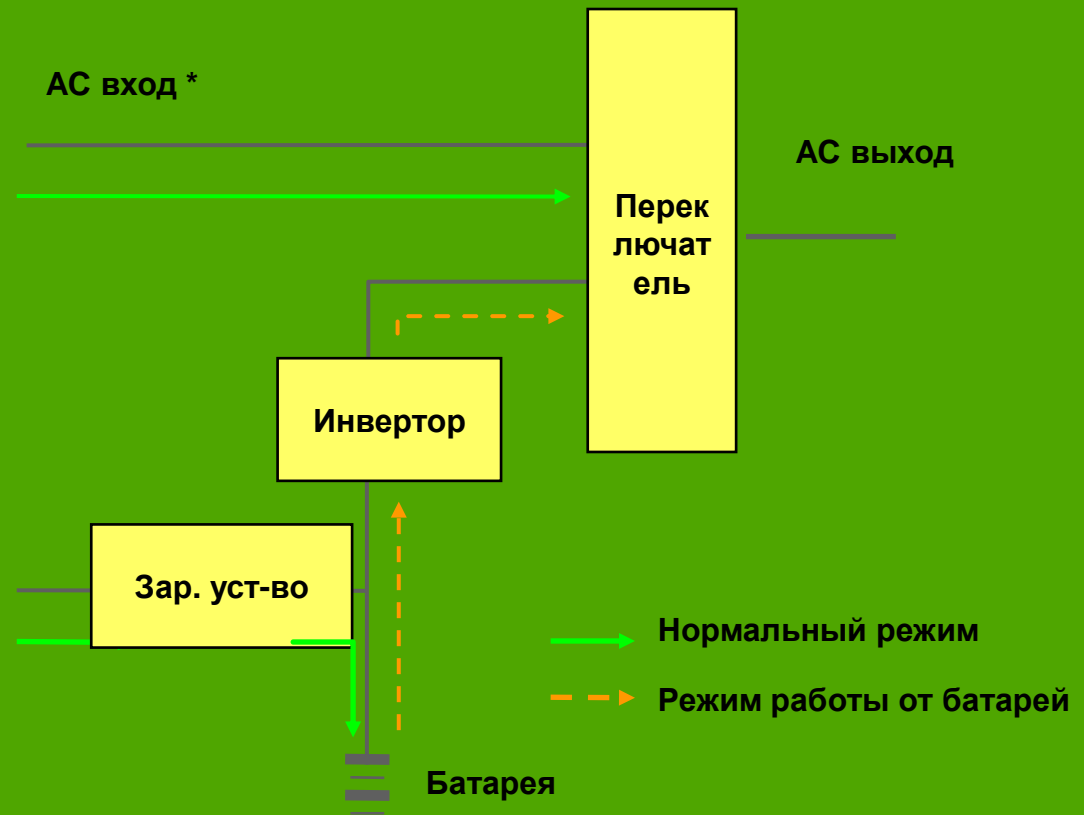 АС вход *
АС выход
Перек
лючат
ель
Инвертор
Зар. уст-во
Нормальный режим
Режим работы от батарей
Батарея